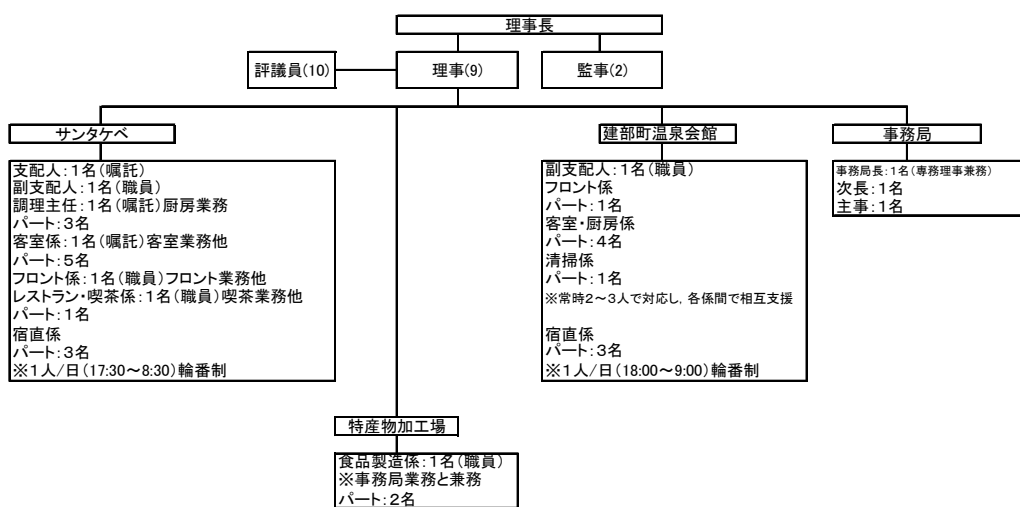 理事長
評議員(10)
理事(9)
監事(2)
サンタケベ
支配人:1名(嘱託)
副支配人:1名(職員)
調理主任:1名(嘱託)厨房業務
パート:3名
客室係:1名(嘱託)客室業務他
パート:5名
フロント係:1名(職員)フロント業務他
レストラン・喫茶係:1名(職員)喫茶業務他
パート:1名
宿直係
パート:3名
※1人/日(17:30～8:30)輪番制
建部町温泉会館
副支配人:1名(職員)
フロント係
パート:1名
客室・厨房係
パート:4名
清掃係
パート:1名
※常時2～3人で対応し,各係間で相互支援
宿直係
パート:3名
※1人/日(18:00～9:00)輪番制
事務局
事務局長:1名(専務理事兼務)
次長:1名
主事:1名
特産物加工場
食品製造係:1名(職員)
※事務局業務と兼務
パート:2名